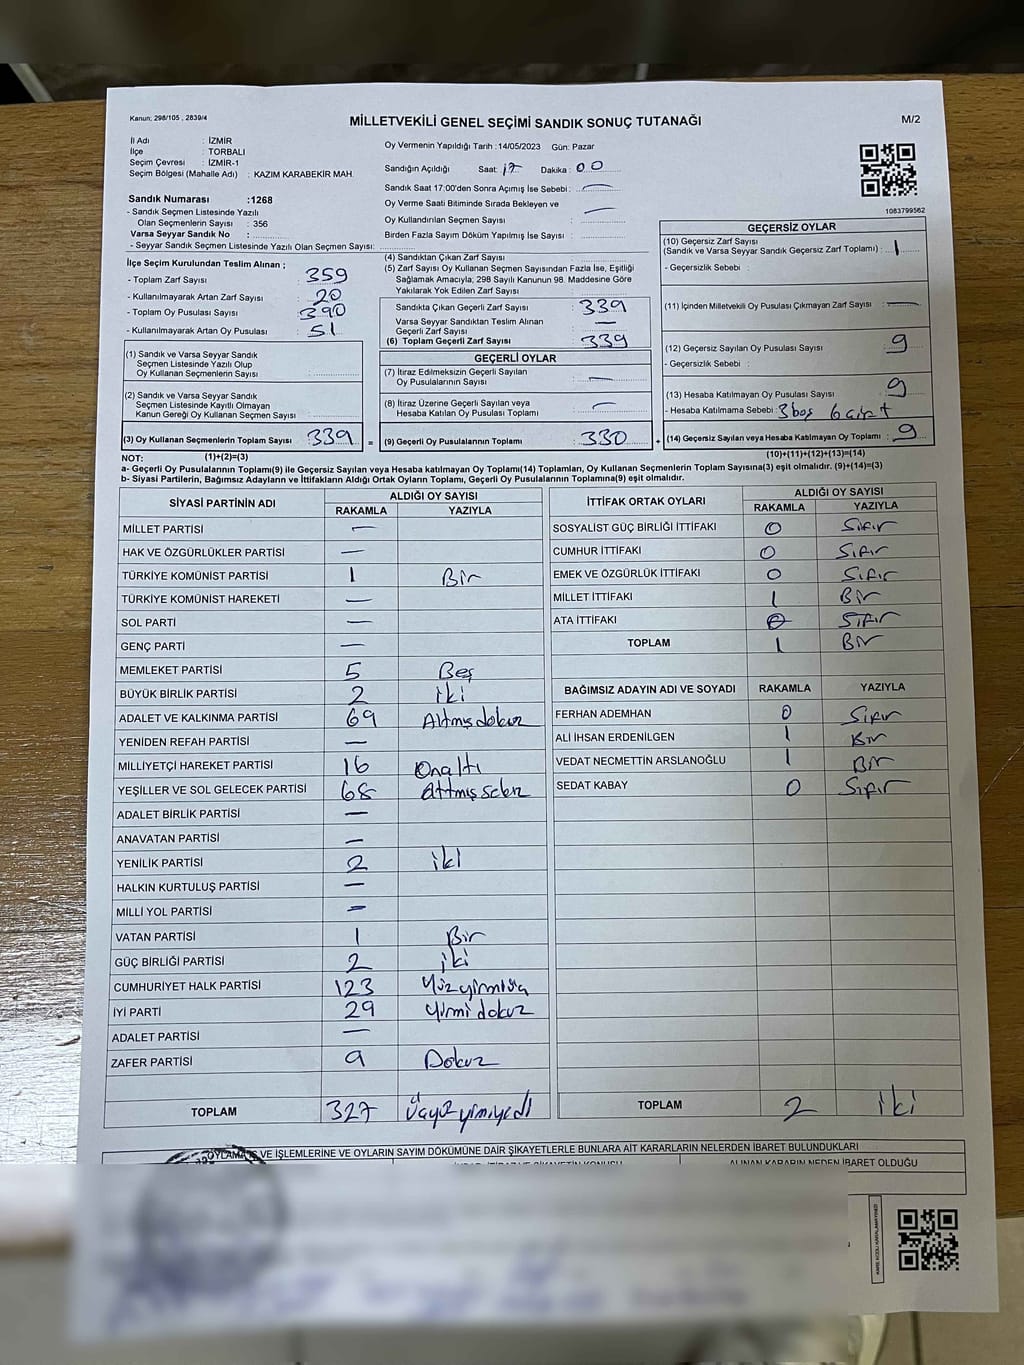 Kanun; 298/105 , 2839/4
MİLLETVEKİLİ GENEL SEÇİMİ SANDIK SONUÇ TUTANAĞI
M/2
İl Adı : İZMİR
İlçe : TORBALI
Seçim Çevresi : İZMİR-1
Seçim Bölgesi (Mahalle Adı) : KAZIM KARABEKİR MAH.
Oy Vermenin Yapıldığı Tarih : 14/05/2023 Gün: Pazar
Sandığın Açıldığı Saat: 17 Dakika : 00
Sandık Saat 17:00'den Sonra Açımış İse Sebebi : —
Oy Verme Saati Bitiminde Sırada Bekleyen ve
Oy Kullandırılan Seçmen Sayısı : —
Birden Fazla Sayım Döküm Yapılmış İse Sayısı :
1083799562
Sandık Numarası :1268
- Sandık Seçmen Listesinde Yazılı
Olan Seçmenlerin Sayısı : 356
Varsa Seyyar Sandık No :
- Seyyar Sandık Seçmen Listesinde Yazılı Olan Seçmen Sayısı:
İlçe Seçim Kurulundan Teslim Alınan ;
- Toplam Zarf Sayısı : 359
- Kullanılmayarak Artan Zarf Sayısı : 20
- Toplam Oy Pusulası Sayısı : 390
- Kullanılmayarak Artan Oy Pusulası : 51
(1) Sandık ve Varsa Seyyar Sandık
Seçmen Listesinde Yazılı Olup
Oy Kullanan Seçmenlerin Sayısı :
(2) Sandık ve Varsa Seyyar Sandık
Seçmen Listesinde Kayıtlı Olmayan
Kanun Gereği Oy Kullanan Seçmen Sayısı :
(3) Oy Kullanan Seçmenlerin Toplam Sayısı : 339 =
(4) Sandıktan Çıkan Zarf Sayısı :
(5) Zarf Sayısı Oy Kullanan Seçmen Sayısından Fazla İse, Eşitliği
Sağlamak Amacıyla; 298 Sayılı Kanunun 98. Maddesine Göre
Yakılarak Yok Edilen Zarf Sayısı :
Sandıkta Çıkan Geçerli Zarf Sayısı : 339
Varsa Seyyar Sandıktan Teslim Alınan
Geçerli Zarf Sayısı : —
(6) Toplam Geçerli Zarf Sayısı : 339
GEÇERLİ OYLAR
(7) İtiraz Edilmeksizin Geçerli Sayılan
Oy Pusulalarının Sayısı : —
(8) İtiraz Üzerine Geçerli Sayılan veya
Hesaba Katılan Oy Pusulası Toplamı : —
(9) Geçerli Oy Pusulalarının Toplamı : 330 +
GEÇERSİZ OYLAR
(10) Geçersiz Zarf Sayısı
(Sandık ve Varsa Seyyar Sandık Geçersiz Zarf Toplamı) : 1
- Geçersizlik Sebebi :
(11) İçinden Milletvekili Oy Pusulası Çıkmayan Zarf Sayısı : —
(12) Geçersiz Sayılan Oy Pusulası Sayısı : 9
- Geçersizlik Sebebi :
(13) Hesaba Katılmayan Oy Pusulası Sayısı : 9
- Hesaba Katılmama Sebebi : 3 boş 6
(14) Geçersiz Sayılan veya Hesaba Katılmayan Oy Toplamı : 9
NOT: (1)+(2)=(3)
(10)+(11)+(12)+(13)=(14)
a- Geçerli Oy Pusulalarının Toplamı(9) ile Geçersiz Sayılan veya Hesaba katılmayan Oy Toplamı(14) Toplamları, Oy Kullanan Seçmenlerin Toplam Sayısına(3) eşit olmalıdır. (9)+(14)=(3)
b- Siyasi Partilerin, Bağımsız Adayların ve İttifakların Aldığı Ortak Oyların Toplamı, Geçerli Oy Pusulalarının Toplamına(9) eşit olmalıdır.
SİYASİ PARTİNİN ADI
ALDIĞI OY SAYISI
RAKAMLA YAZIYLA
MİLLET PARTİSİ —
HAK VE ÖZGÜRLÜKLER PARTİSİ —
TÜRKİYE KOMÜNİST PARTİSİ 1 Bir
TÜRKİYE KOMÜNİST HAREKETİ —
SOL PARTİ —
GENÇ PARTİ —
MEMLEKET PARTİSİ 5 Beş
BÜYÜK BİRLİK PARTİSİ 2 iki
ADALET VE KALKINMA PARTİSİ 69 Altmış dokuz
YENİDEN REFAH PARTİSİ —
MİLLİYETÇİ HAREKET PARTİSİ 16 Onaltı
YEŞİLLER VE SOL GELECEK PARTİSİ 68 Altmış sekiz
ADALET BİRLİK PARTİSİ —
ANAVATAN PARTİSİ —
YENİLİK PARTİSİ 2 iki
HALKIN KURTULUŞ PARTİSİ —
MİLLİ YOL PARTİSİ —
VATAN PARTİSİ 1 Bir
GÜÇ BİRLİĞİ PARTİSİ 2 iki
CUMHURİYET HALK PARTİSİ 123 Yüzyirmiüç
İYİ PARTİ 29 Yirmi dokuz
ADALET PARTİSİ —
ZAFER PARTİSİ 9 Dokuz
TOPLAM 327 Üçyüzyirmiyedi
İTTİFAK ORTAK OYLARI
ALDIĞI OY SAYISI
RAKAMLA YAZIYLA
SOSYALİST GÜÇ BİRLİĞİ İTTİFAKI 0 Sıfır
CUMHUR İTTİFAKI 0 Sıfır
EMEK VE ÖZGÜRLÜK İTTİFAKI 0 Sıfır
MİLLET İTTİFAKI 1 Bir
ATA İTTİFAKI 0 Sıfır
TOPLAM 1 Bir
BAĞIMSIZ ADAYIN ADI VE SOYADI RAKAMLA YAZIYLA
FERHAN ADEMHAN 0 Sıfır
ALİ İHSAN ERDENİLGEN 1 Bir
VEDAT NECMETTİN ARSLANOĞLU 1 Bir
SEDAT KABAY 0 Sıfır
TOPLAM 2 iki
OYLAMA İŞ VE İŞLEMLERİNE VE OYLARIN SAYIM DÖKÜMÜNE DAİR ŞİKAYETLERLE BUNLARA AİT KARARLARIN NELERDEN İBARET BULUNDUKLARI
ALINAN KARARIN NEDEN İBARET OLDUĞU